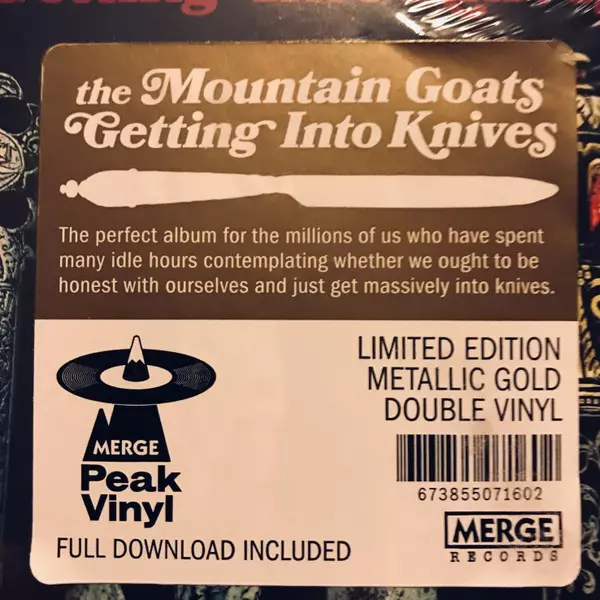 the Mountain Goats
Getting Into Knives
The perfect album for the millions of us who have spent
many idle hours contemplating whether we ought to be
honest with ourselves and just get massively into knives.
MERGE
Peak
Vinyl
FULL DOWNLOAD INCLUDED
LIMITED EDITION
METALLIC GOLD
DOUBLE VINYL
673855071602
MERGE
RECORDS